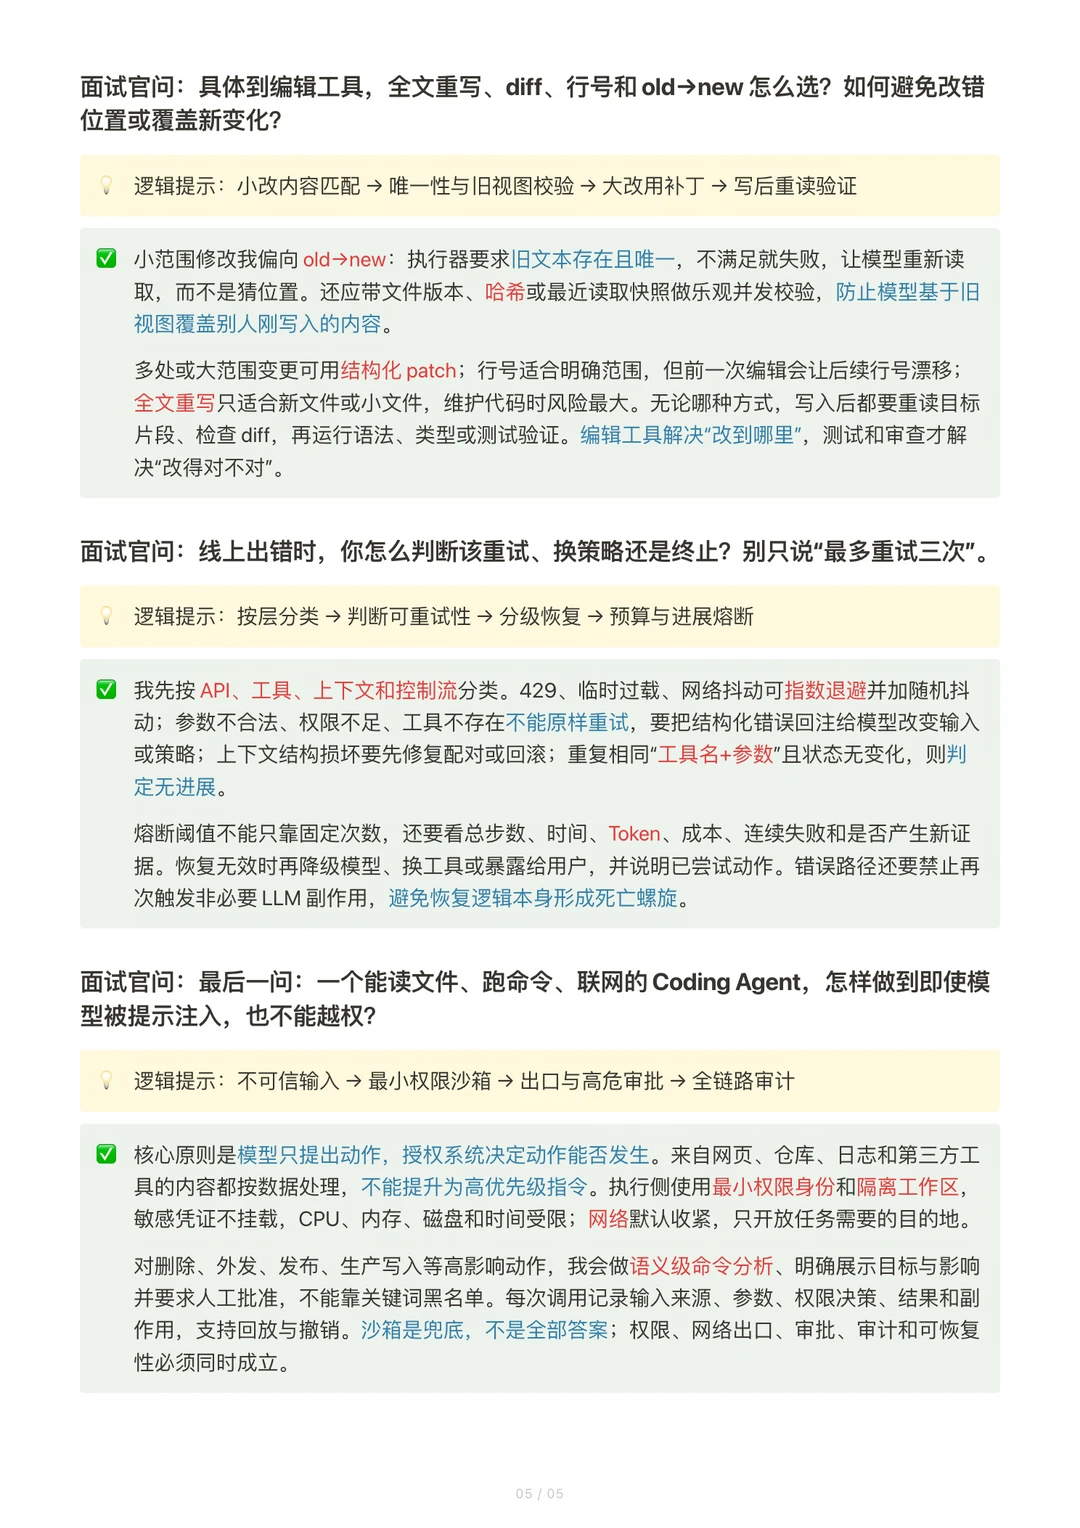 面试官问：具体到编辑工具，全文重写、diff、行号和 old→new 怎么选？如何避免改错
位置或覆盖新变化？
逻辑提示：小改内容匹配 → 唯一性与旧视图校验 → 大改用补丁 → 写后重读验证
小范围修改我偏向 old→new：执行器要求旧文本存在且唯一，不满足就失败，让模型重新读
取，而不是猜位置。还应带文件版本、哈希或最近读取快照做乐观并发校验，防止模型基于旧
视图覆盖别人刚写入的内容。
多处或大范围变更可用结构化 patch；行号适合明确范围，但前一次编辑会让后续行号漂移；
全文重写只适合新文件或小文件，维护代码时风险最大。无论哪种方式，写入后都要重读目标
片段、检查 diff，再运行语法、类型或测试验证。编辑工具解决“改到哪里”，测试和审查才解
决“改得对不对”。
面试官问：线上出错时，你怎么判断该重试、换策略还是终止？别只说“最多重试三次”。
逻辑提示：按层分类 → 判断可重试性 → 分级恢复 → 预算与进展熔断
我先按 API、工具、上下文和控制流分类。429、临时过载、网络抖动可指数退避并加随机抖
动；参数不合法、权限不足、工具不存在不能原样重试，要把结构化错误回注给模型改变输入
或策略；上下文结构损坏要先修复配对或回滚；重复相同“工具名+参数”且状态无变化，则判
定无进展。
熔断阈值不能只靠固定次数，还要看总步数、时间、Token、成本、连续失败和是否产生新证
据。恢复无效时再降级模型、换工具或暴露给用户，并说明已尝试动作。错误路径还要禁止再
次触发非必要 LLM 副作用，避免恢复逻辑本身形成死亡螺旋。
面试官问：最后一问：一个能读文件、跑命令、联网的 Coding Agent，怎样做到即使模
型被提示注入，也不能越权？
逻辑提示：不可信输入 → 最小权限沙箱 → 出口与高危审批 → 全链路审计
核心原则是模型只提出动作，授权系统决定动作能否发生。来自网页、仓库、日志和第三方工
具的内容都按数据处理，不能提升为高优先级指令。执行侧使用最小权限身份和隔离工作区，
敏感凭证不挂载，CPU、内存、磁盘和时间受限；网络默认收紧，只开放任务需要的目的地。
对删除、外发、发布、生产写入等高影响动作，我会做语义级命令分析、明确展示目标与影响
并要求人工批准，不能靠关键词黑名单。每次调用记录输入来源、参数、权限决策、结果和副
作用，支持回放与撤销。沙箱是兜底，不是全部答案；权限、网络出口、审批、审计和可恢复
性必须同时成立。
05 / 05